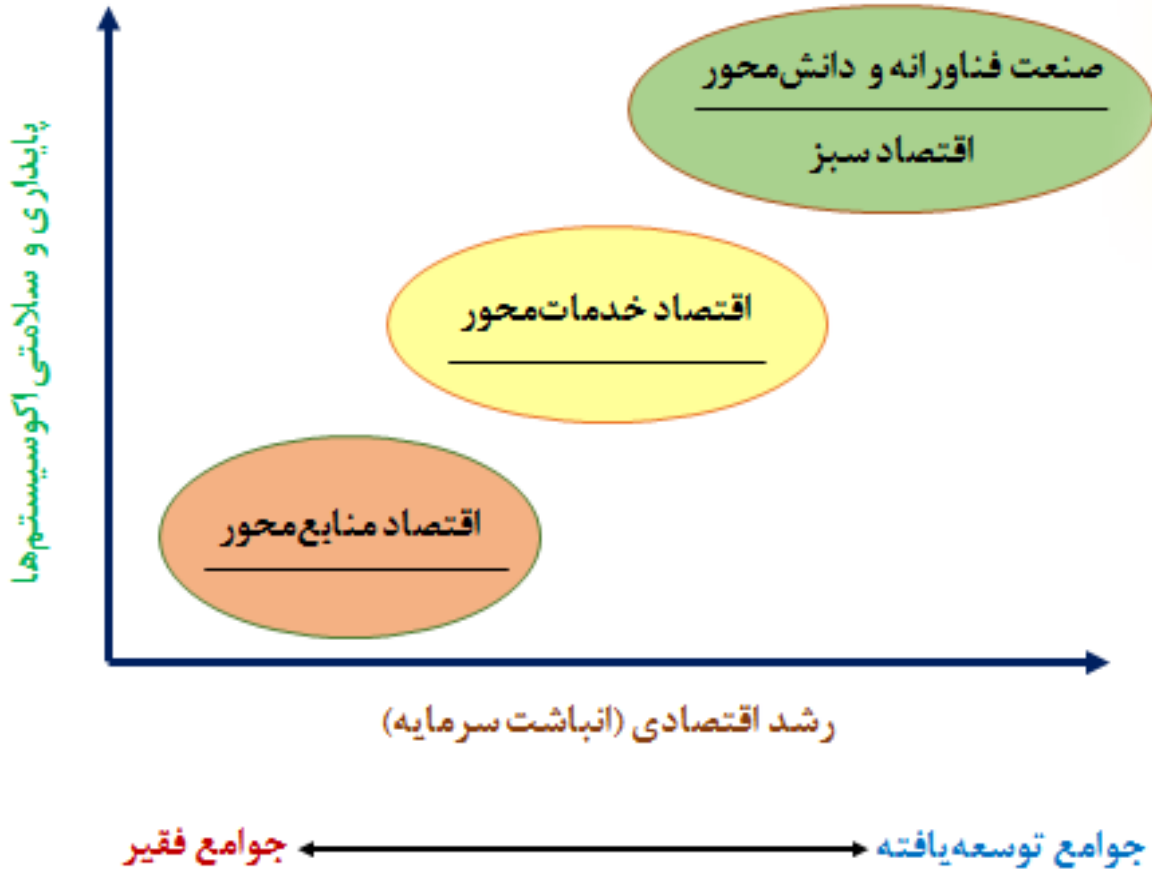 صنعت فناورانه و دانش‌محور
اقتصاد سبز
اقتصاد خدمات‌محور
اقتصاد منابع‌محور
پایداری و سلامتی اکوسیستم‌ها
رشد اقتصادی (انباشت سرمایه)
جوامع توسعه‌یافته
جوامع فقیر